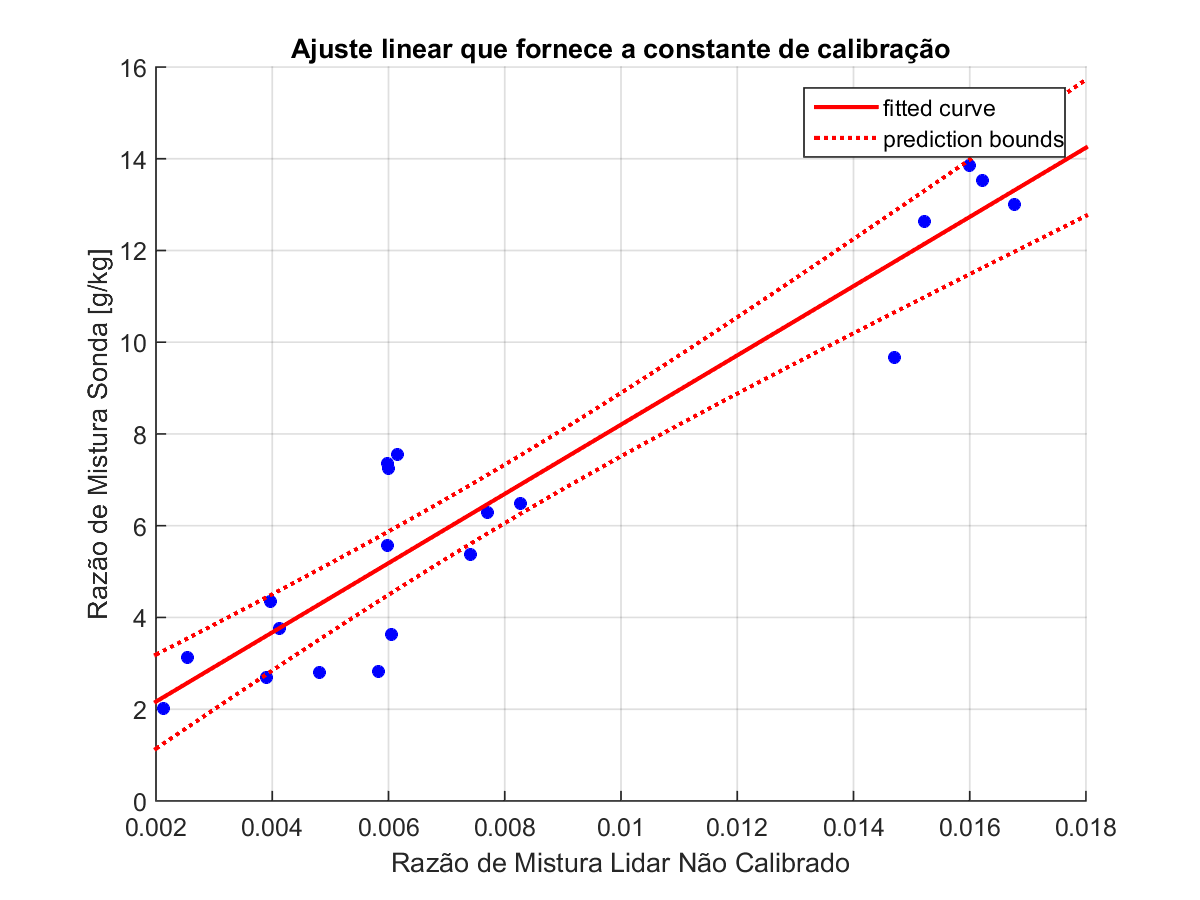 Ajuste linear que fornece a constante de calibração
fitted curve
prediction bounds
Razão de Mistura Sonda [g/kg]
16
14
12
10
8
6
4
2
0
0.002 0.004 0.006 0.008 0.01 0.012 0.014 0.016 0.018
Razão de Mistura Lidar Não Calibrado